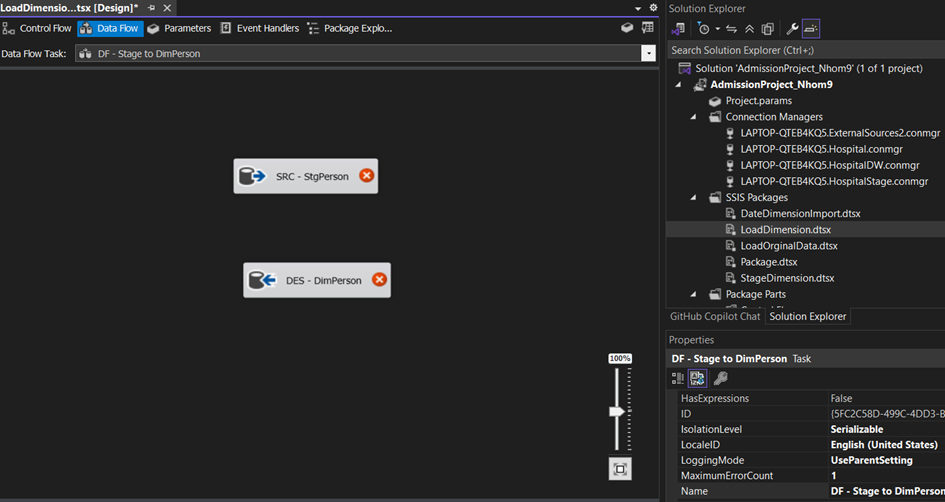 LoadDimensio...tsx [Design]*
Control Flow
Data Flow
Parameters
Event Handlers
Package Explo...
Data Flow Task:
DF - Stage to DimPerson
SRC - StgPerson
DES - DimPerson
100%
Solution Explorer
Search Solution Explorer (Ctrl+;)
Solution 'AdmissionProject_Nhom9' (1 of 1 project)
AdmissionProject_Nhom9
Project.params
Connection Managers
LAPTOP-QTEB4KQ5.ExternalSources2.conmgr
LAPTOP-QTEB4KQ5.Hospital.conmgr
LAPTOP-QTEB4KQ5.HospitalDW.conmgr
LAPTOP-QTEB4KQ5.HospitalStage.conmgr
SSIS Packages
DateDimensionImport.dtsx
LoadDimension.dtsx
LoadOrginalData.dtsx
Package.dtsx
StageDimension.dtsx
Package Parts
GitHub Copilot Chat
Solution Explorer
Properties
DF - Stage to DimPerson Task
HasExpressions False
ID {5FC2C58D-499C-4DD3-B
IsolationLevel Serializable
LocaleID English (United States)
LoggingMode UseParentSetting
MaximumErrorCount 1
Name DF - Stage to DimPerson